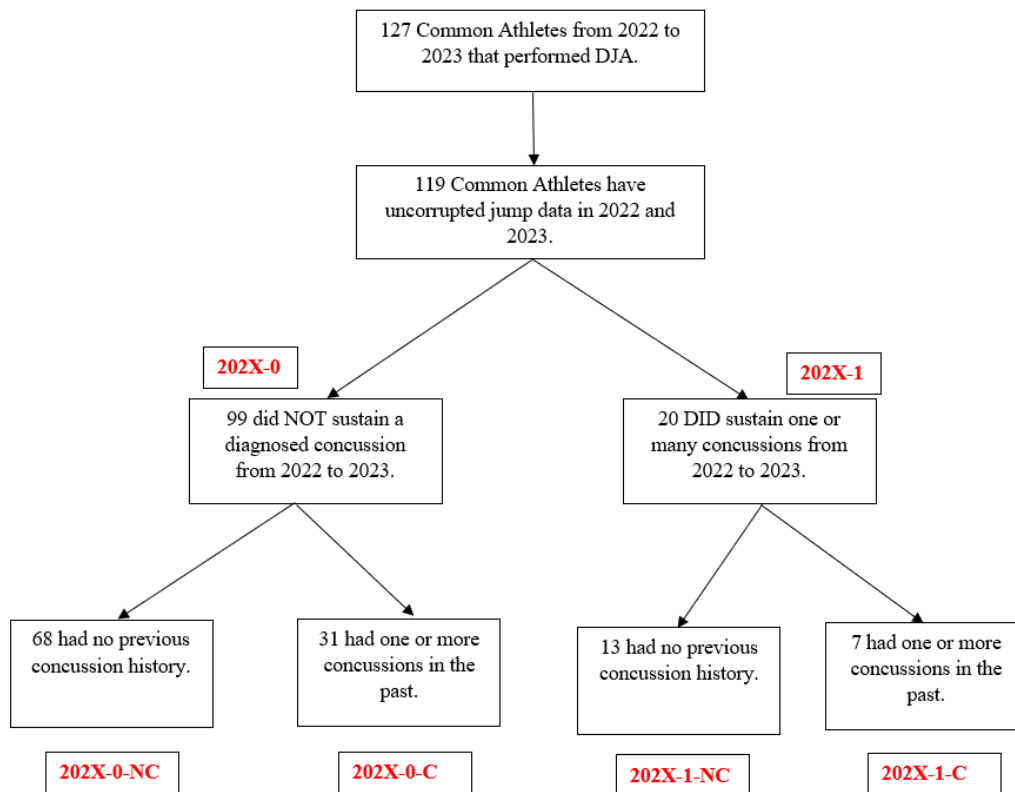 127 Common Athletes from 2022 to
2023 that performed DJA.
119 Common Athletes have
uncorrupted jump data in 2022 and
2023.
202X-0
202X-1
99 did NOT sustain a
diagnosed concussion
from 2022 to 2023.
20 DID sustain one or
many concussions from
2022 to 2023.
68 had no previous
concussion history.
31 had one or more
concussions in the
past.
13 had no previous
concussion history.
7 had one or more
concussions in the
past.
202X-0-NC
202X-0-C
202X-1-NC
202X-1-C